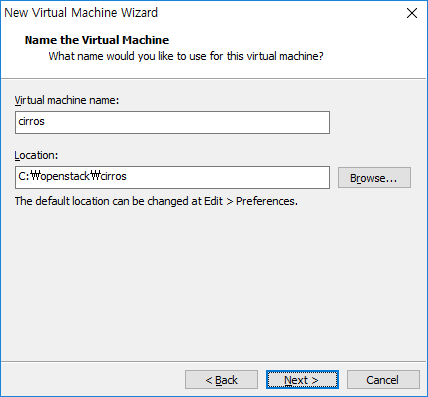 New Virtual Machine Wizard
Name the Virtual Machine
What name would you like to use for this virtual machine?
Virtual machine name:
cirros
Location:
C:₩openstack₩cirros
Browse...
The default location can be changed at Edit > Preferences.
< Back
Next >
Cancel